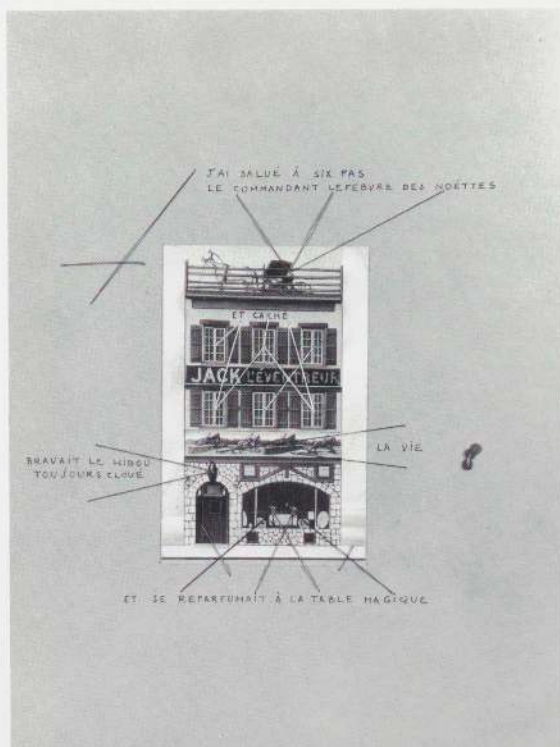 J'AI SALUÉ À SIX PAS
LE COMMANDANT LEFEBVRE DES NOËTTES
ET CACHÉ
JACK L'ÉVENTREUR
LA VIE
BRAVAIT LE HIBOU
TOUJOURS CLOUÉ
ET SE REPARFUMAIT À LA TABLE MAGIQUE